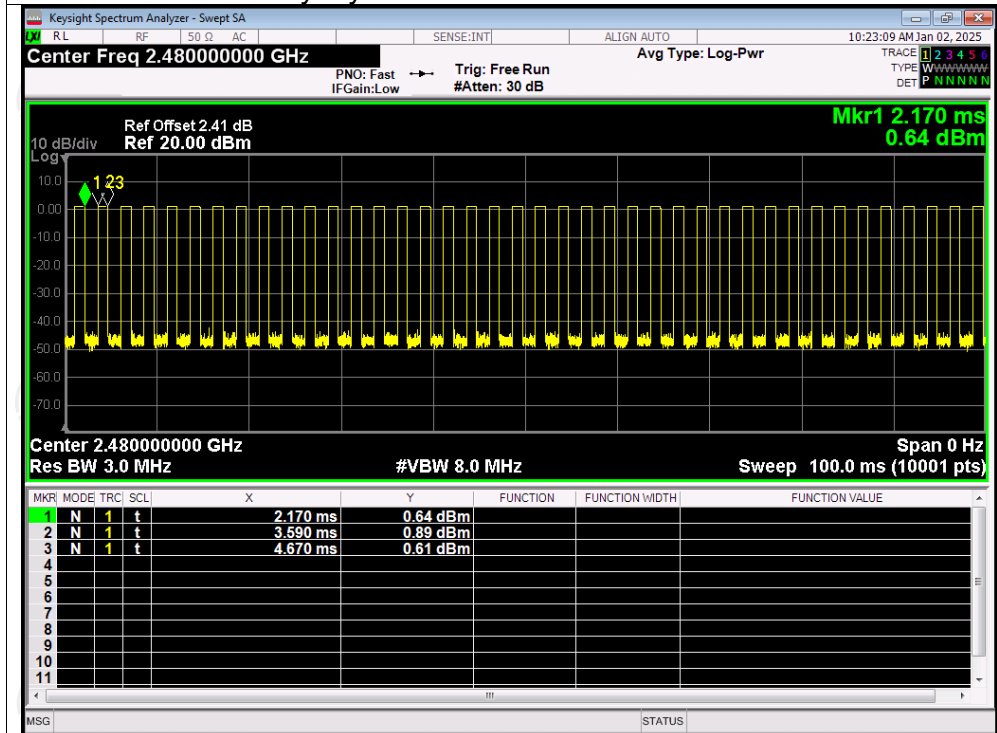 Keysight Spectrum Analyzer - Swept SA
LXI RL RF 50 Ω AC SENSE:INT ALIGN AUTO 10:23:09 AM Jan 02, 2025
Center Freq 2.480000000 GHz Avg Type: Log-Pwr TRACE 1 2 3 4 5 6
PNO: Fast Trig: Free Run TYPE WWWWWW
IFGain:Low #Atten: 30 dB DET P N N N N N
Mkr1 2.170 ms
Ref Offset 2.41 dB
10 dB/div Ref 20.00 dBm 0.64 dBm
Log
10.0 1 2 3
0.00
-10.0
-20.0
-30.0
-40.0
-50.0
-60.0
-70.0
Center 2.480000000 GHz Span 0 Hz
Res BW 3.0 MHz #VBW 8.0 MHz Sweep 100.0 ms (10001 pts)
MKR MODE TRC SCL X Y FUNCTION FUNCTION WIDTH FUNCTION VALUE
1 N 1 t 2.170 ms 0.64 dBm
2 N 1 t 3.590 ms 0.89 dBm
3 N 1 t 4.670 ms 0.61 dBm
4
5
6
7
8
9
10
11
MSG STATUS